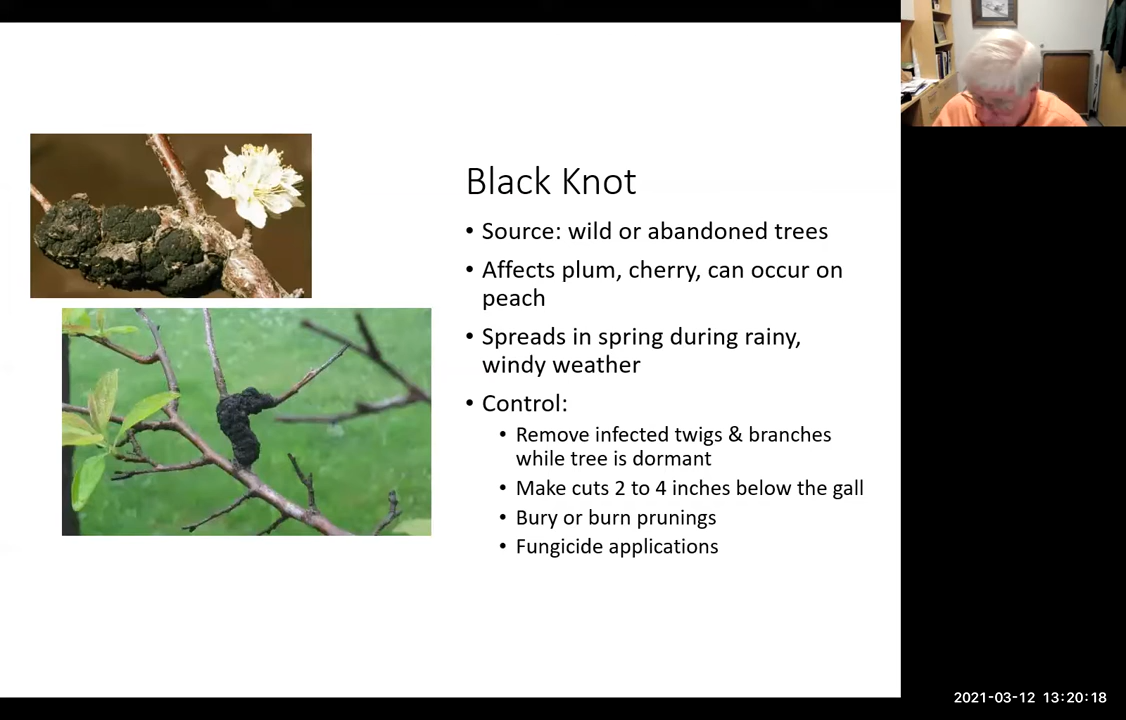 Black Knot
• Source: wild or abandoned trees
• Affects plum, cherry, can occur on
peach
• Spreads in spring during rainy,
windy weather
• Control:
• Remove infected twigs & branches
while tree is dormant
• Make cuts 2 to 4 inches below the gall
• Bury or burn prunings
• Fungicide applications
2021-03-12 13:20:18